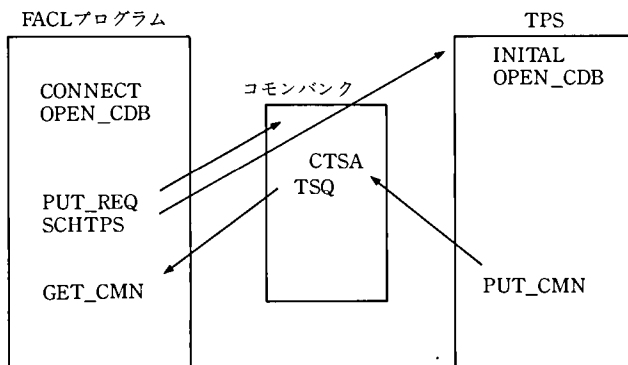 FACLプログラム
CONNECT
OPEN_CDB
PUT_REQ
SCHTPS
GET_CMN
コモンバンク
CTSA
TSQ
TPS
INITAL
OPEN_CDB
PUT_CMN